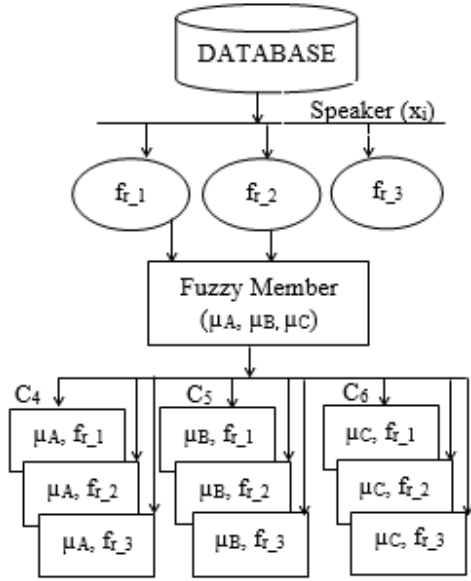 DATABASE
Speaker (xi)
fr_1
fr_2
fr_3
Fuzzy Member
(μA, μB, μC)
C4
C5
C6
μA, fr_1
μB, fr_1
μC, fr_1
μA, fr_2
μB, fr_2
μC, fr_2
μA, fr_3
μB, fr_3
μC, fr_3